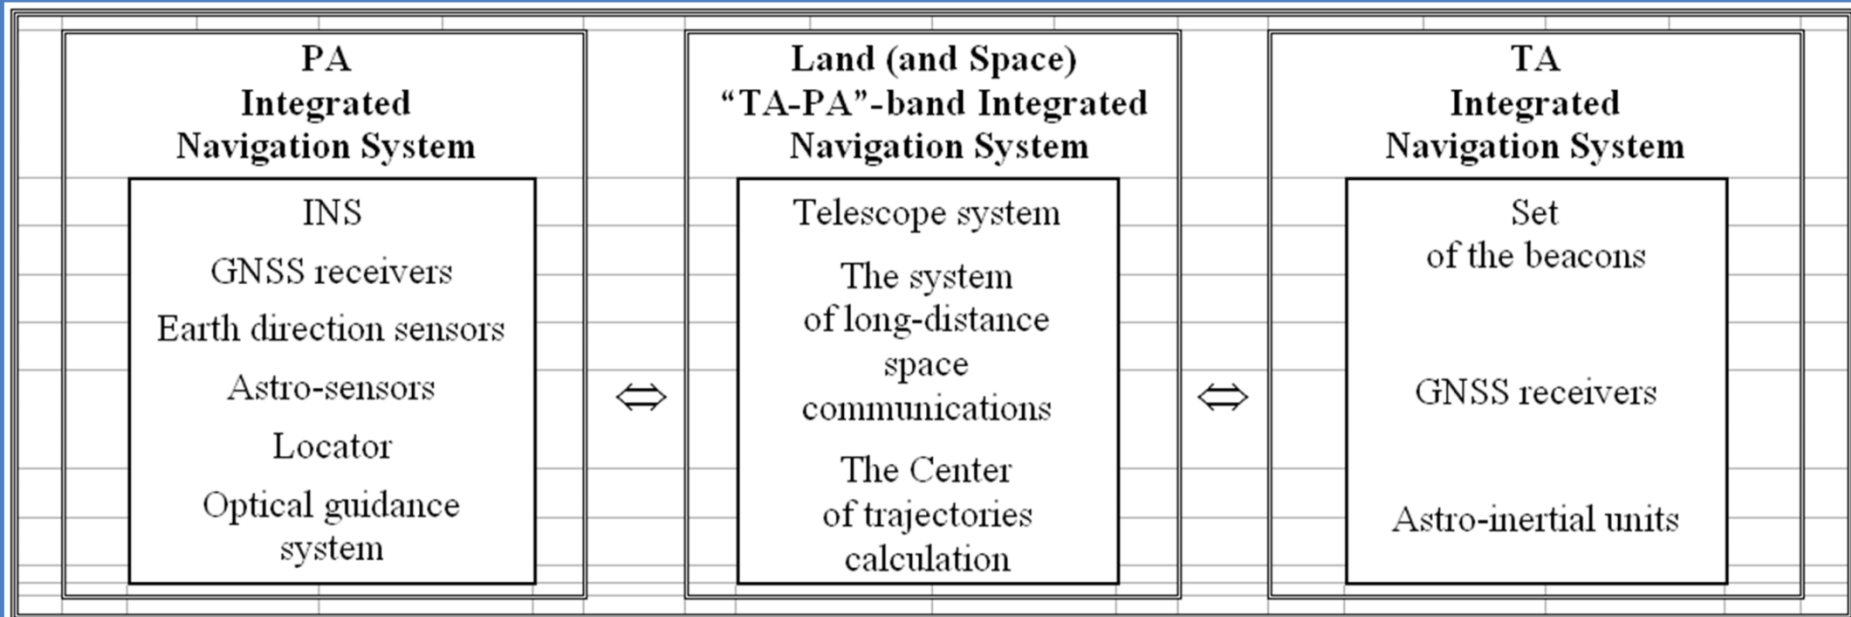 PA
Integrated
Navigation System
INS
GNSS receivers
Earth direction sensors
Astro-sensors
Locator
Optical guidance
system
⇔
Land (and Space)
“TA-PA”-band Integrated
Navigation System
Telescope system
The system
of long-distance
space
communications
The Center
of trajectories
calculation
⇔
TA
Integrated
Navigation System
Set
of the beacons
GNSS receivers
Astro-inertial units